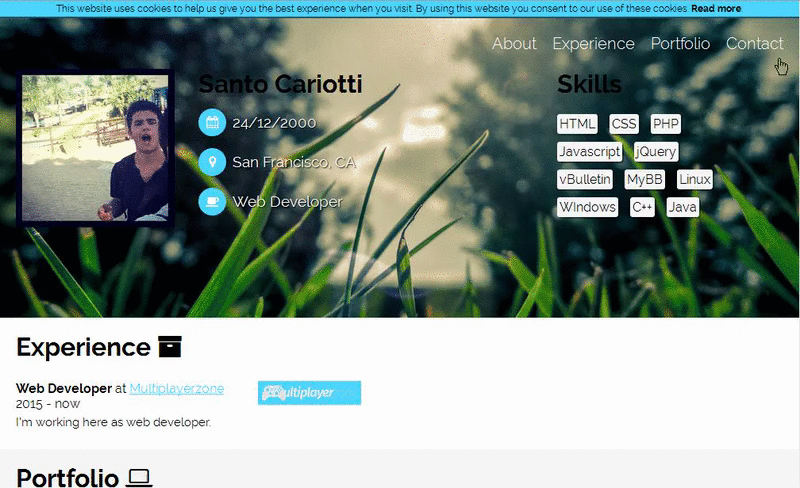 This website uses cookies to help us give you the best experience when you visit. By using this website you consent to our use of these cookies. Read more
About Experience Portfolio Contact
Santo Cariotti
24/12/2000
San Francisco, CA
Web Developer
Skills
HTML CSS PHP
Javascript jQuery
vBulletin MyBB Linux
WIndows C++ Java
Experience
Web Developer at Multiplayerzone
2015 - now
I'm working here as web developer.
Multiplayer
Portfolio